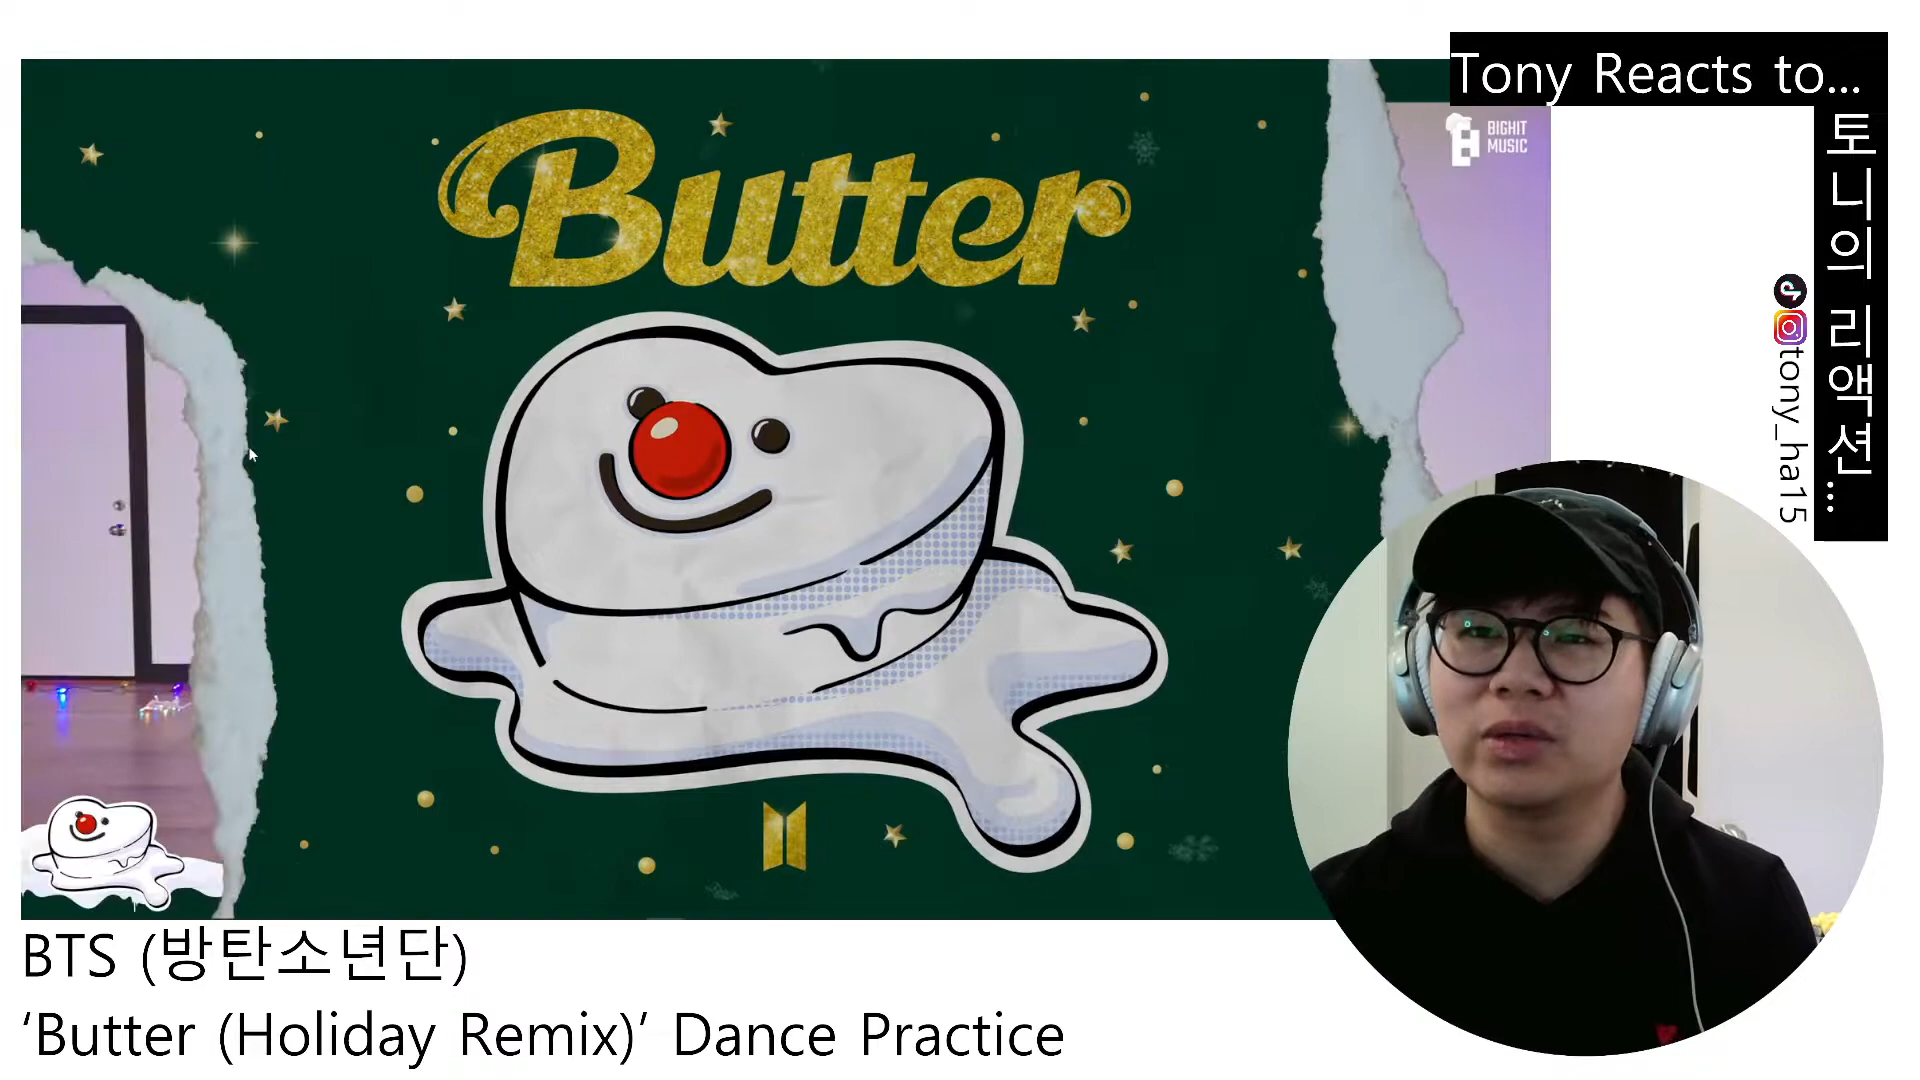 Tony Reacts to...
토니의 리액션...
tony_ha15
BIGHIT
MUSIC
Butter
BTS (방탄소년단)
‘Butter (Holiday Remix)’ Dance Practice